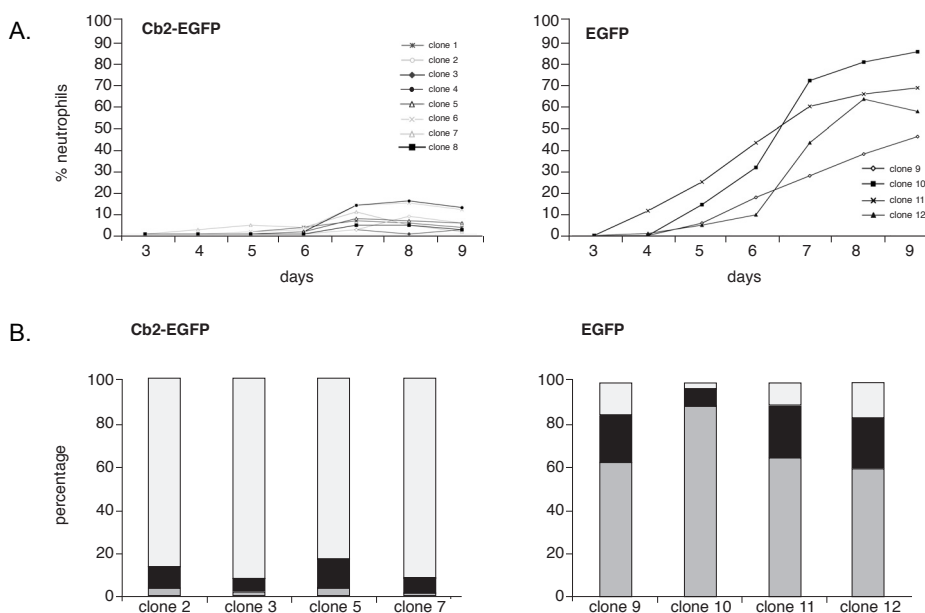 A.
Cb2-EGFP
% neutrophils
100
90
80
70
60
50
40
30
20
10
0
3 4 5 6 7 8 9
days
clone 1
clone 2
clone 3
clone 4
clone 5
clone 6
clone 7
clone 8
EGFP
100
90
80
70
60
50
40
30
20
10
0
3 4 5 6 7 8 9
days
clone 9
clone 10
clone 11
clone 12
B.
Cb2-EGFP
percentage
100
80
60
40
20
0
clone 2 clone 3 clone 5 clone 7
EGFP
100
80
60
40
20
0
clone 9 clone 10 clone 11 clone 12